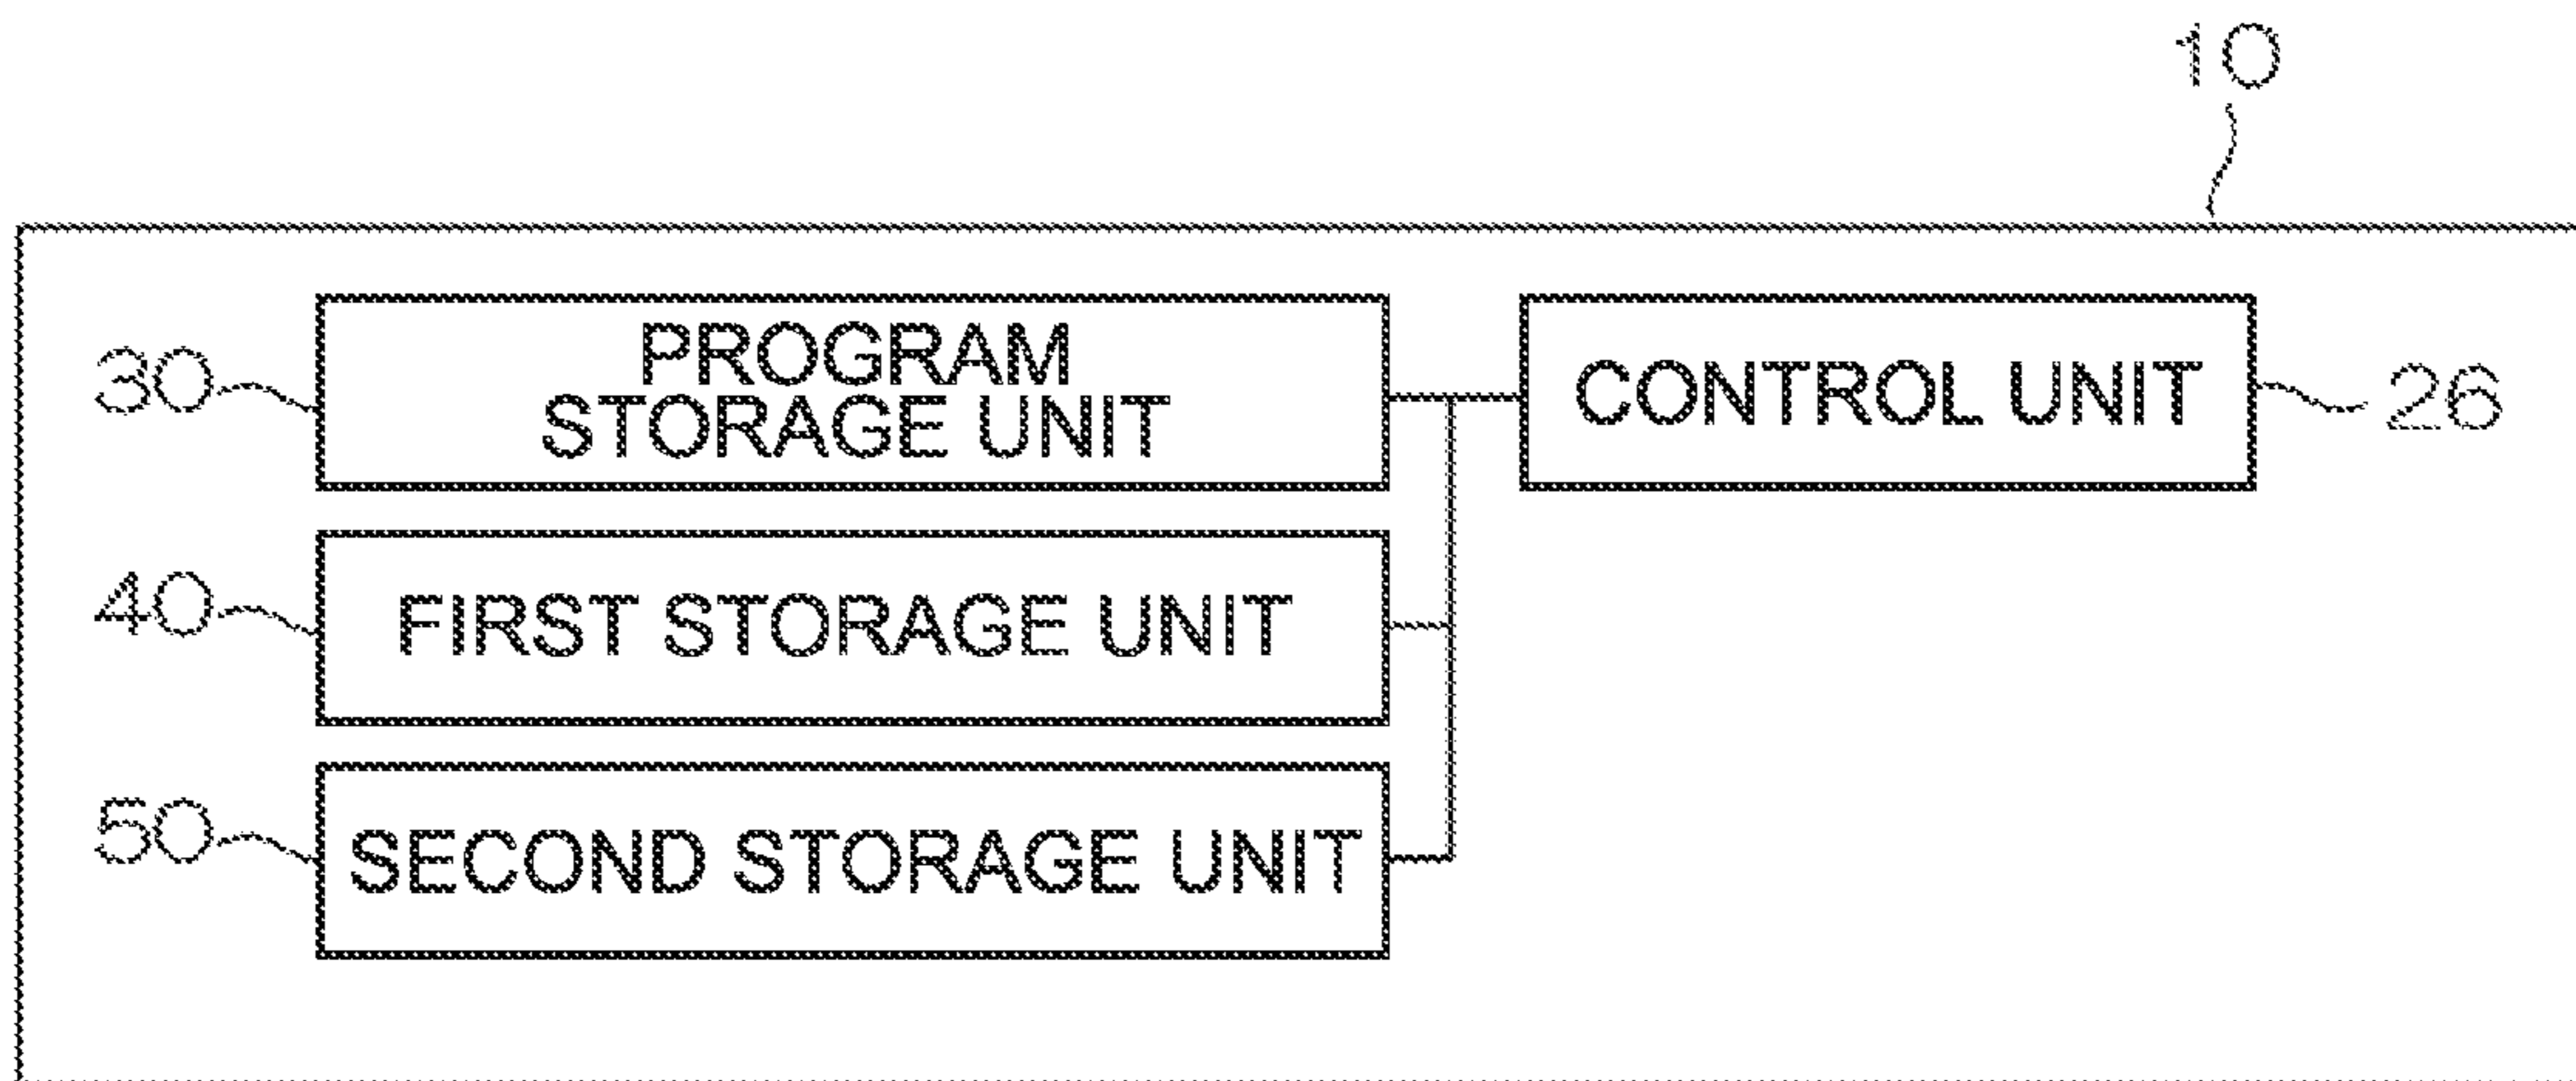 10
30
PROGRAM
STORAGE UNIT
CONTROL UNIT
26
40
FIRST STORAGE UNIT
50
SECOND STORAGE UNIT